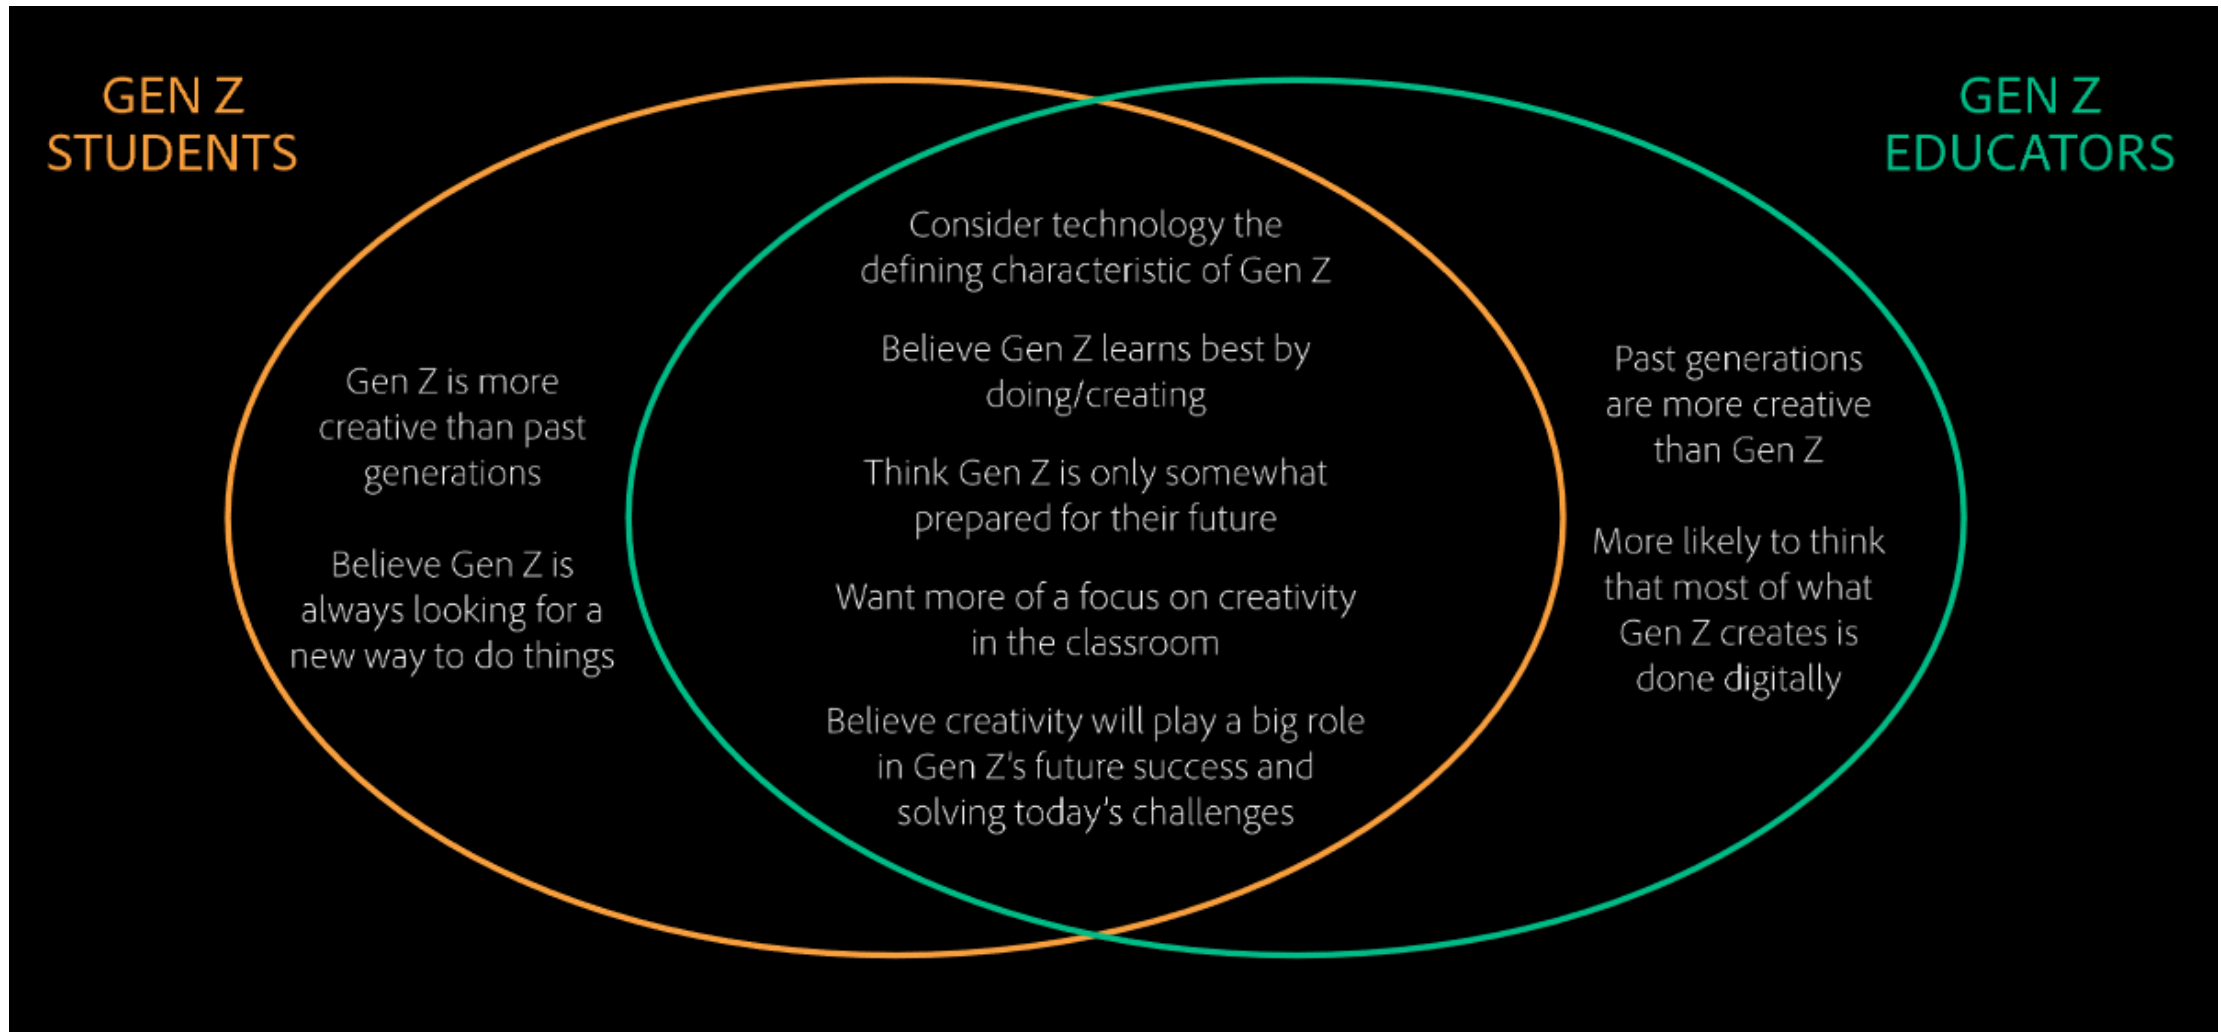 GEN Z
STUDENTS
GEN Z
EDUCATORS
Gen Z is more
creative than past
generations
Believe Gen Z is
always looking for a
new way to do things
Consider technology the
defining characteristic of Gen Z
Believe Gen Z learns best by
doing/creating
Think Gen Z is only somewhat
prepared for their future
Want more of a focus on creativity
in the classroom
Believe creativity will play a big role
in Gen Z's future success and
solving today's challenges
Past generations
are more creative
than Gen Z
More likely to think
that most of what
Gen Z creates is
done digitally